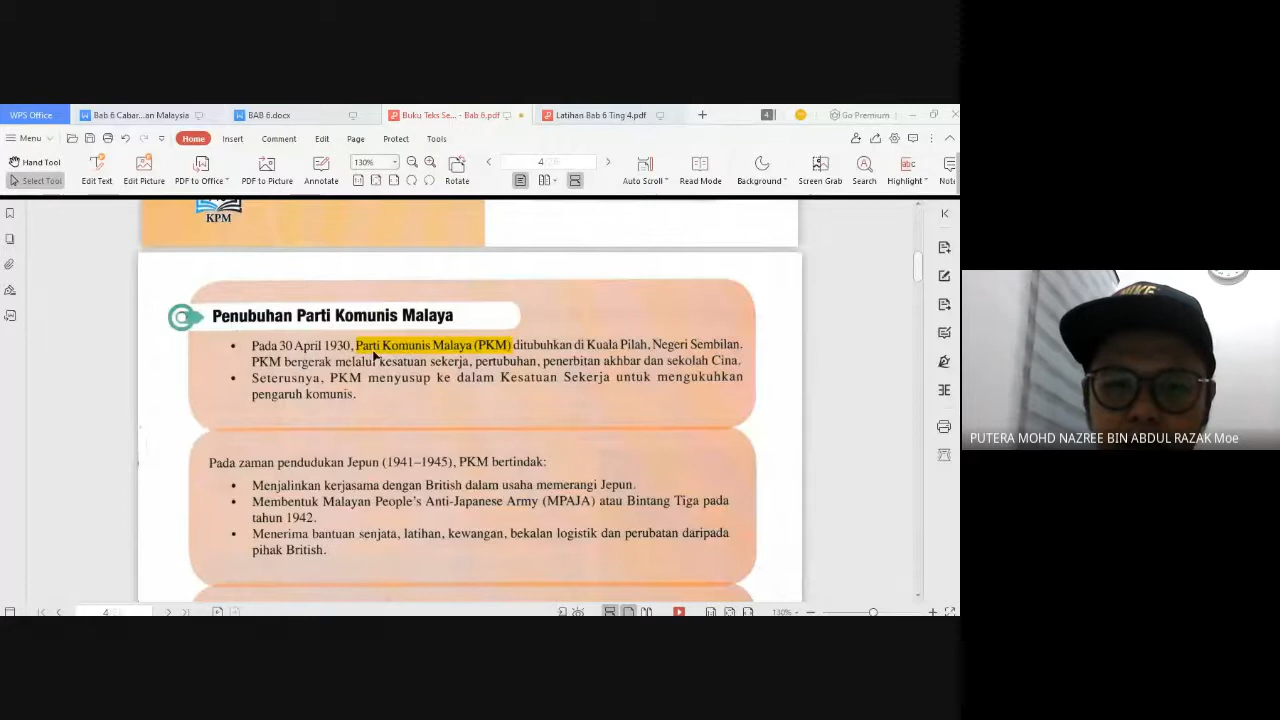 WPS Office
Bab 6 Cabar...an Malaysia
BAB 6.docx
Buku Teks Se... - Bab 6.pdf
Latihan Bab 6 Ting 4.pdf
4
Go Premium
Menu
Home
Insert
Comment
Edit
Page
Protect
Tools
Hand Tool
Select Tool
Edit Text
Edit Picture
PDF to Office
PDF to Picture
Annotate
130%
Rotate
4
Auto Scroll
Read Mode
Background
Screen Grab
Search
Highlight
KPM
Penubuhan Parti Komunis Malaya
• Pada 30 April 1930, Parti Komunis Malaya (PKM) ditubuhkan di Kuala Pilah, Negeri Sembilan.
PKM bergerak melalui kesatuan sekerja, pertubuhan, penerbitan akhbar dan sekolah Cina.
• Seterusnya, PKM menyusup ke dalam Kesatuan Sekerja untuk mengukuhkan
pengaruh komunis.
Pada zaman pendudukan Jepun (1941–1945), PKM bertindak:
• Menjalinkan kerjasama dengan British dalam usaha memerangi Jepun.
• Membentuk Malayan People's Anti-Japanese Army (MPAJA) atau Bintang Tiga pada
tahun 1942.
• Menerima bantuan senjata, latihan, kewangan, bekalan logistik dan perubatan daripada
pihak British.
130%
NIKE
PUTERA MOHD NAZREE BIN ABDUL RAZAK Moe